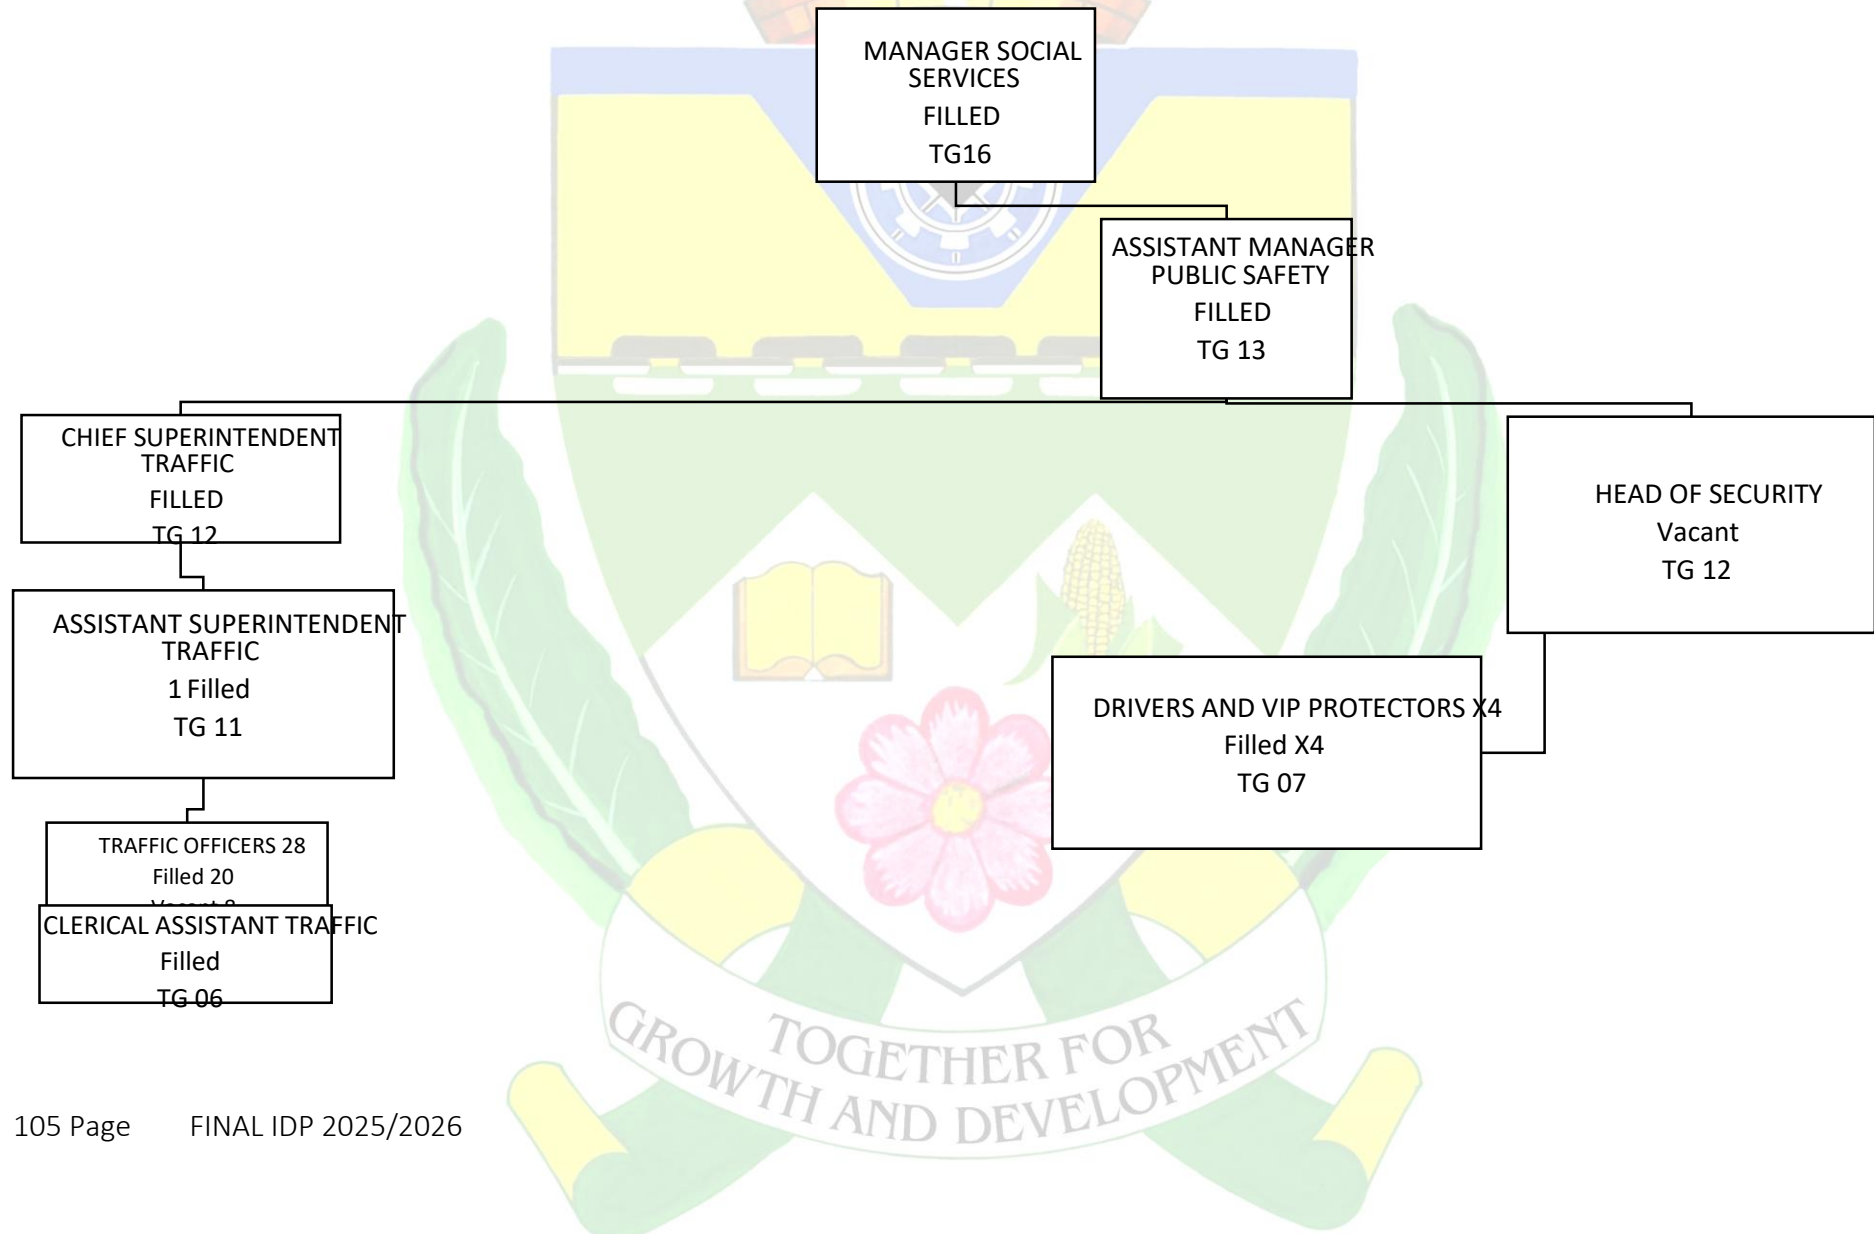 MANAGER SOCIAL
SERVICES
FILLED
TG16
ASSISTANT MANAGER
PUBLIC SAFETY
FILLED
TG 13
CHIEF SUPERINTENDENT
TRAFFIC
FILLED
TG 12
HEAD OF SECURITY
Vacant
TG 12
ASSISTANT SUPERINTENDENT
TRAFFIC
1 Filled
TG 11
DRIVERS AND VIP PROTECTORS X4
Filled X4
TG 07
TRAFFIC OFFICERS 28
Filled 20
Vacant 8
CLERICAL ASSISTANT TRAFFIC
Filled
TG 06
TOGETHER FOR
GROWTH AND DEVELOPMENT
105 Page FINAL IDP 2025/2026